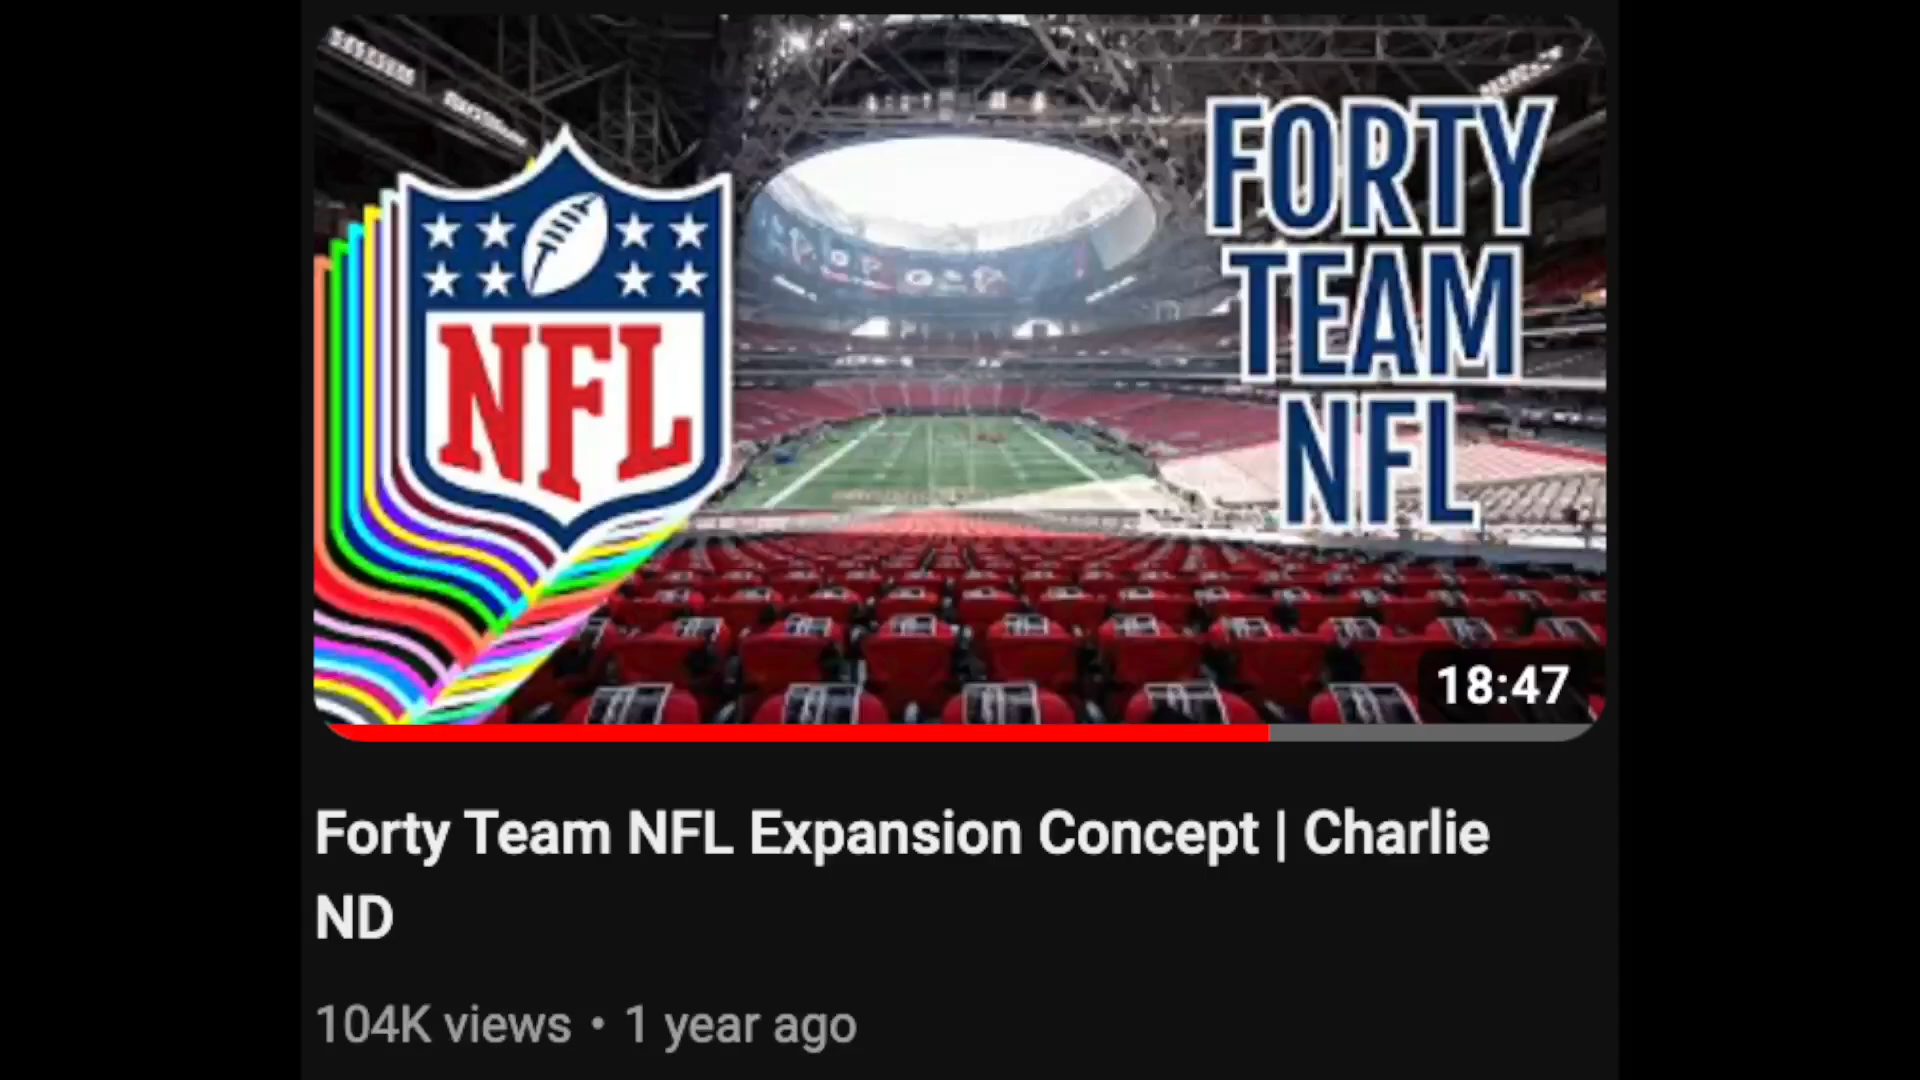 FORTY
TEAM
NFL
NFL
18:47
Forty Team NFL Expansion Concept | Charlie
ND
104K views • 1 year ago